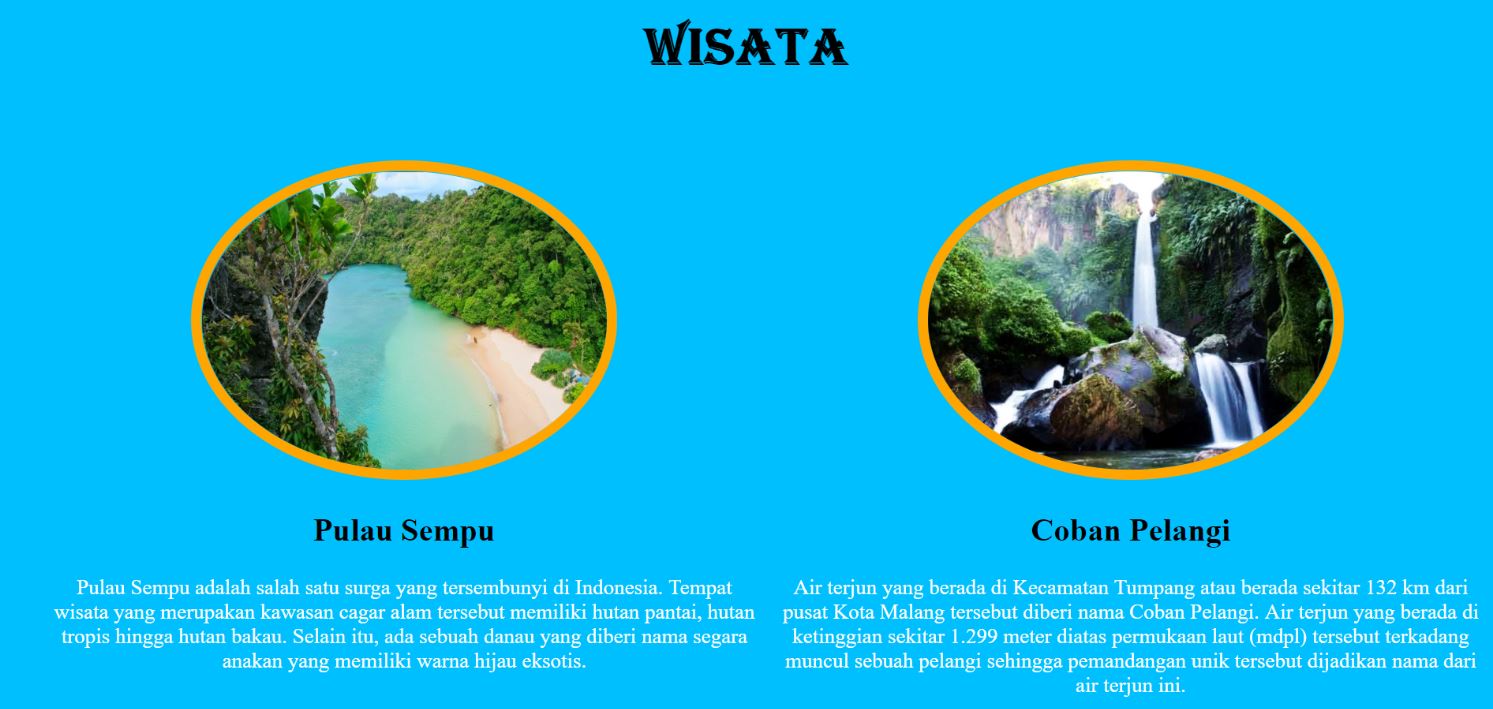 WISATA
Pulau Sempu
Pulau Sempu adalah salah satu surga yang tersembunyi di Indonesia. Tempat
wisata yang merupakan kawasan cagar alam tersebut memiliki hutan pantai, hutan
tropis hingga hutan bakau. Selain itu, ada sebuah danau yang diberi nama segara
anakan yang memiliki warna hijau eksotis.
Coban Pelangi
Air terjun yang berada di Kecamatan Tumpang atau berada sekitar 132 km dari
pusat Kota Malang tersebut diberi nama Coban Pelangi. Air terjun yang berada di
ketinggian sekitar 1.299 meter diatas permukaan laut (mdpl) tersebut terkadang
muncul sebuah pelangi sehingga pemandangan unik tersebut dijadikan nama dari
air terjun ini.